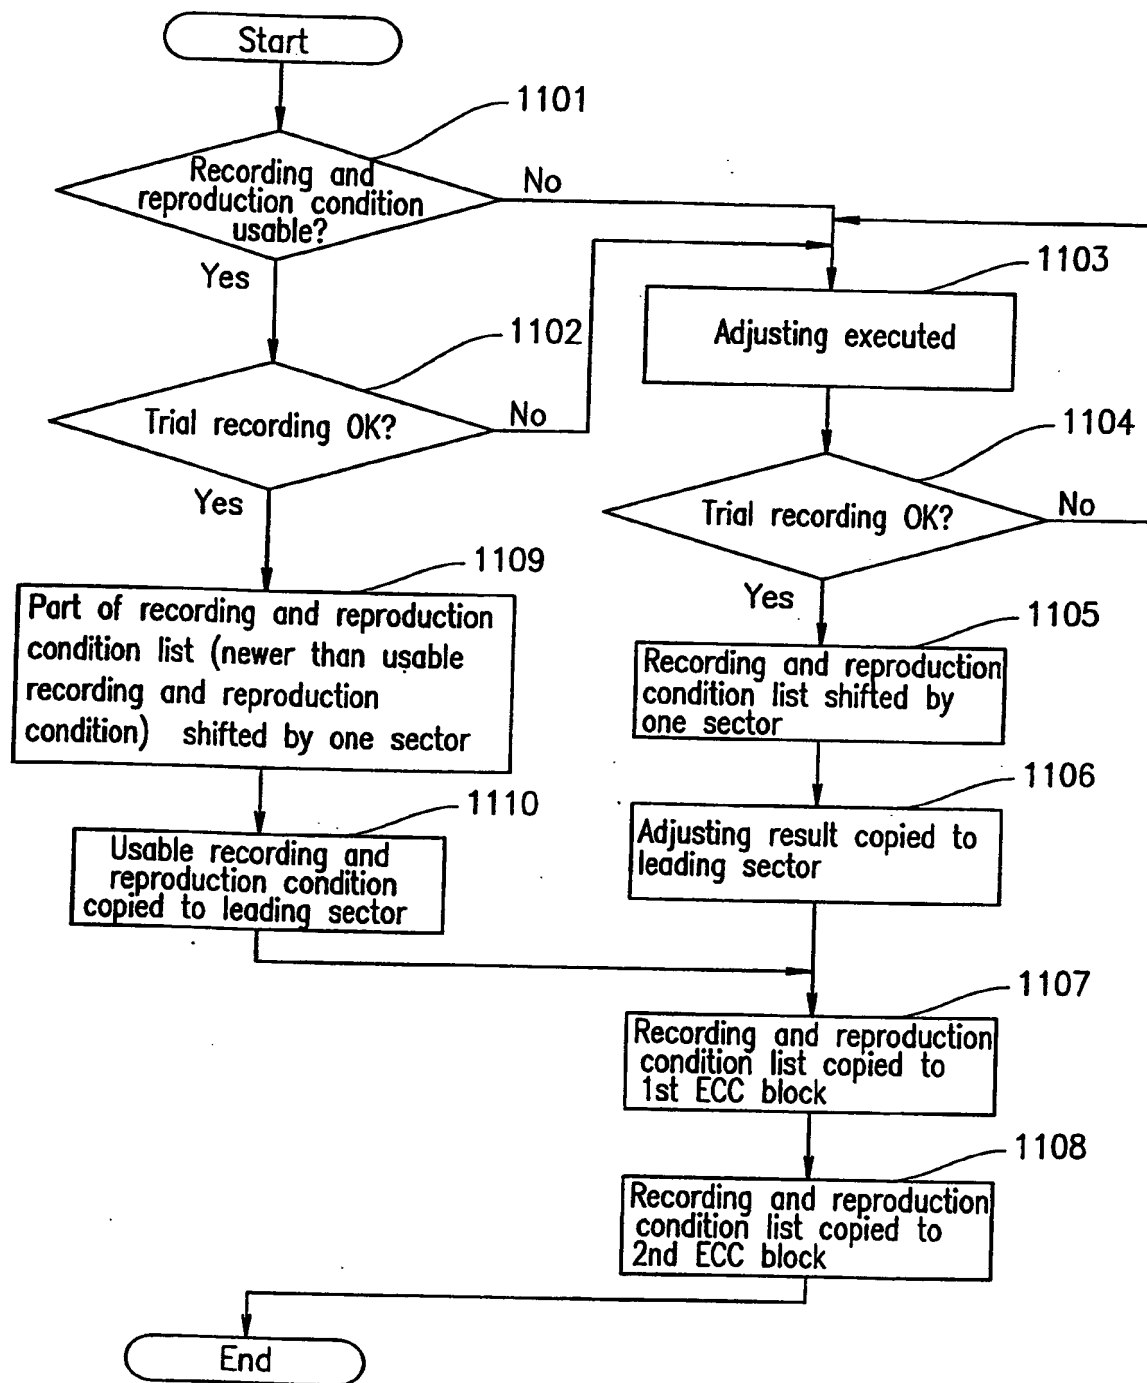 Start
1101
Recording and
reproduction condition
usable?
No
Yes
1102
Trial recording OK?
No
Yes
1103
Adjusting executed
1104
Trial recording OK?
No
Yes
1109
Part of recording and reproduction
condition list (newer than usable
recording and reproduction
condition) shifted by one sector
1105
Recording and reproduction
condition list shifted by
one sector
1110
Usable recording and
reproduction condition
copied to leading sector
1106
Adjusting result copied to
leading sector
1107
Recording and reproduction
condition list copied to
1st ECC block
1108
Recording and reproduction
condition list copied to
2nd ECC block
End